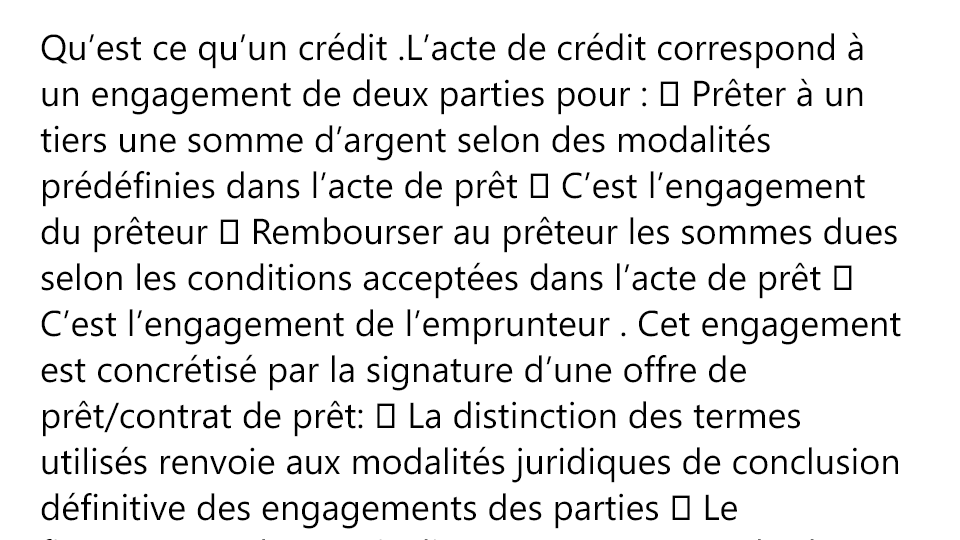 Qu’est ce qu’un crédit .L’acte de crédit correspond à
un engagement de deux parties pour :  Prêter à un
tiers une somme d’argent selon des modalités
prédéfinies dans l’acte de prêt  C’est l’engagement
du prêteur  Rembourser au prêteur les sommes dues
selon les conditions acceptées dans l’acte de prêt 
C’est l’engagement de l’emprunteur . Cet engagement
est concrétisé par la signature d’une offre de
prêt/contrat de prêt:  La distinction des termes
utilisés renvoie aux modalités juridiques de conclusion
définitive des engagements des parties  Le